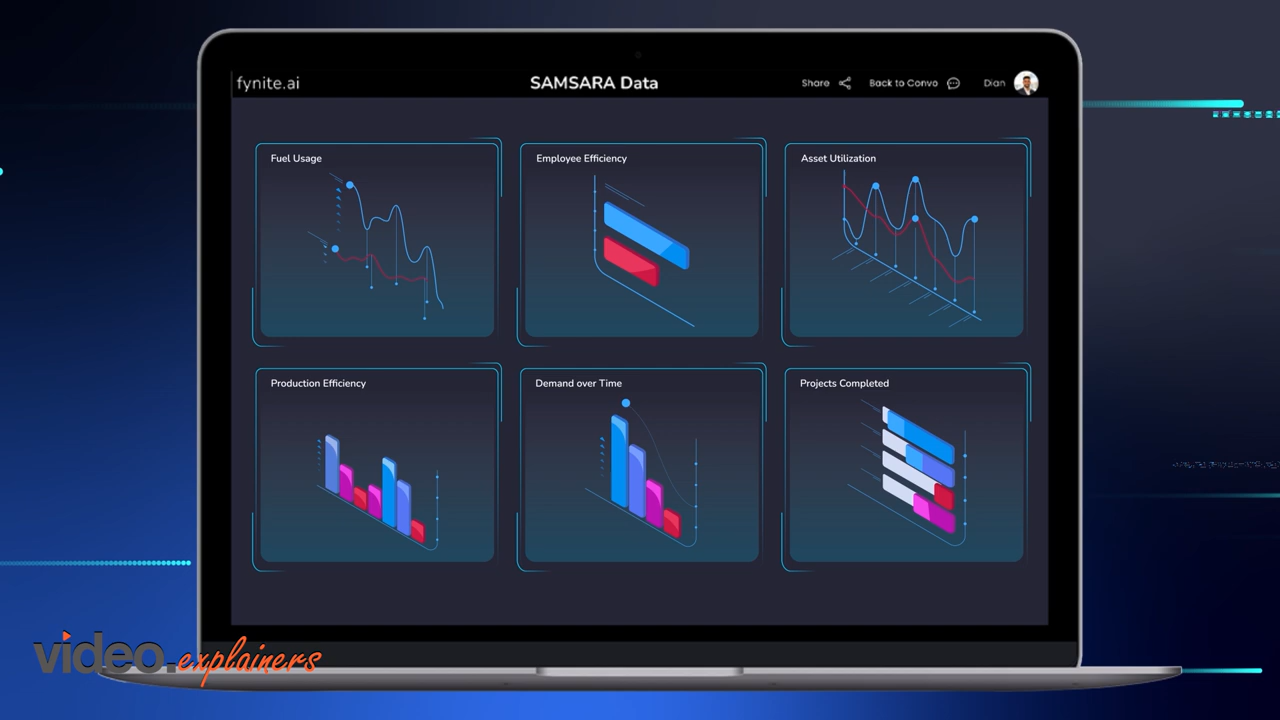 fynite.ai
SAMSARA Data
Share
Back to Convo
Dian
Fuel Usage
Employee Efficiency
Asset Utilization
Production Efficiency
Demand over Time
Projects Completed
video.explainers